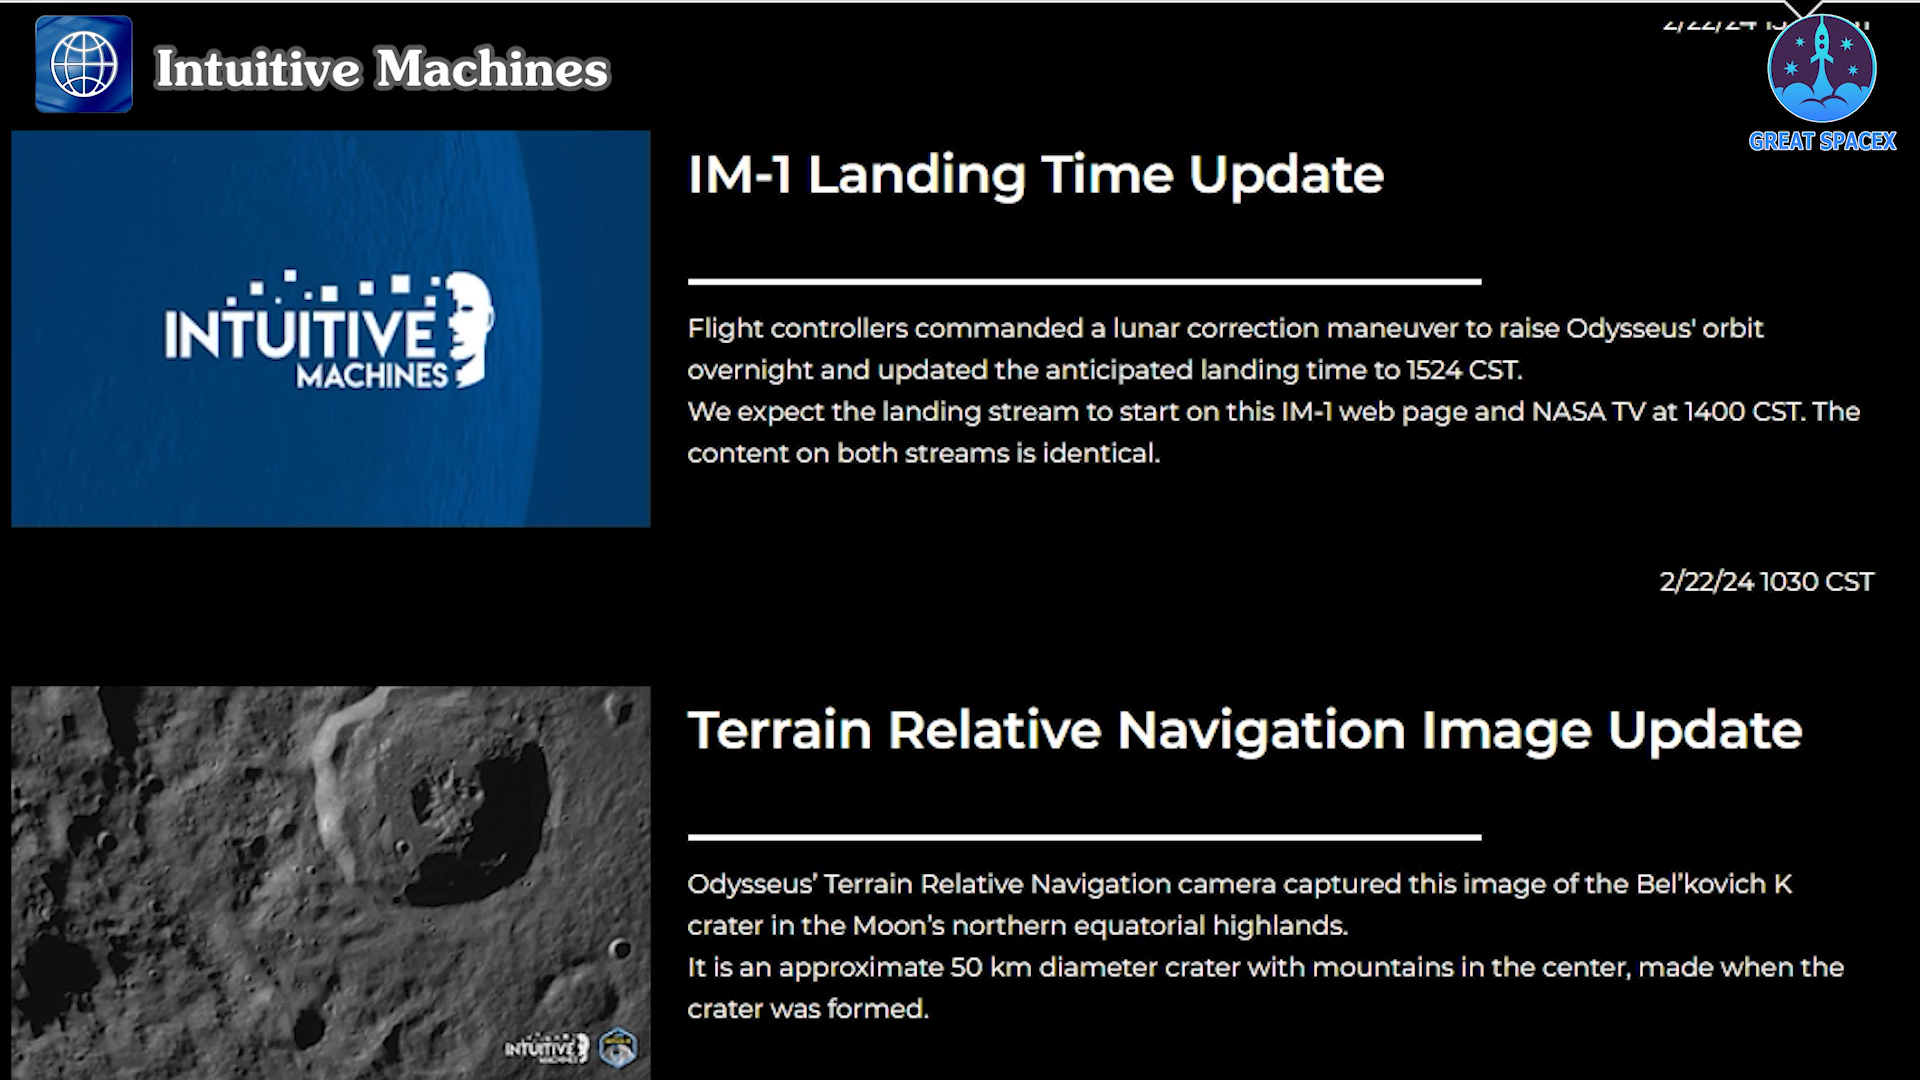 Intuitive Machines
GREAT SPACEX
INTUITIVE
MACHINES
IM-1 Landing Time Update
Flight controllers commanded a lunar correction maneuver to raise Odysseus' orbit
overnight and updated the anticipated landing time to 1524 CST.
We expect the landing stream to start on this IM-1 web page and NASA TV at 1400 CST. The
content on both streams is identical.
2/22/24 1030 CST
Terrain Relative Navigation Image Update
Odysseus’ Terrain Relative Navigation camera captured this image of the Bel’kovich K
crater in the Moon’s northern equatorial highlands.
It is an approximate 50 km diameter crater with mountains in the center, made when the
crater was formed.
INTUITIVE
MACHINES